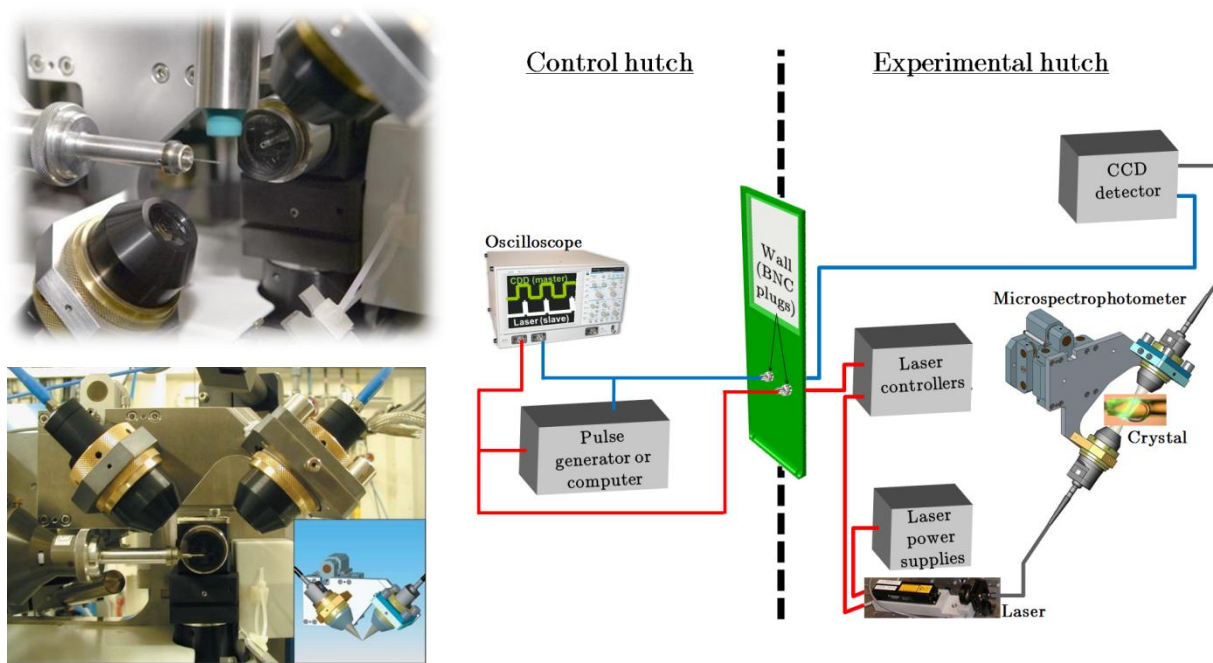 Control hutch
Experimental hutch
CCD
detector
Oscilloscope
CDD (master)
Laser (slave)
Wall
(BNC
plugs)
Microspectrophotometer
Laser
controllers
Crystal
Pulse
generator or
computer
Laser
power
supplies
Laser